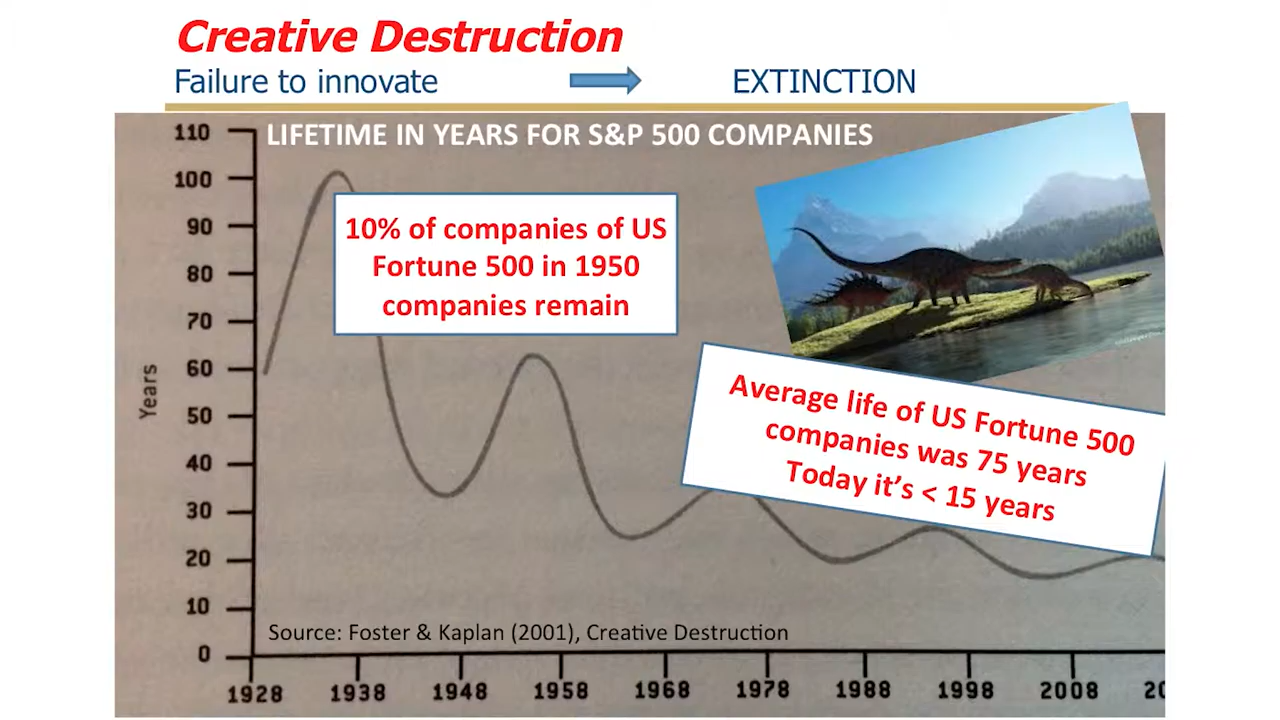 Creative Destruction
Failure to innovate
EXTINCTION
LIFETIME IN YEARS FOR S&P 500 COMPANIES
10% of companies of US
Fortune 500 in 1950
companies remain
Average life of US Fortune 500
companies was 75 years
Today it's < 15 years
Years
110
100
90
80
70
60
50
40
30
20
10
0
Source: Foster & Kaplan (2001), Creative Destruction
1928
1938
1948
1958
1968
1978
1988
1998
2008